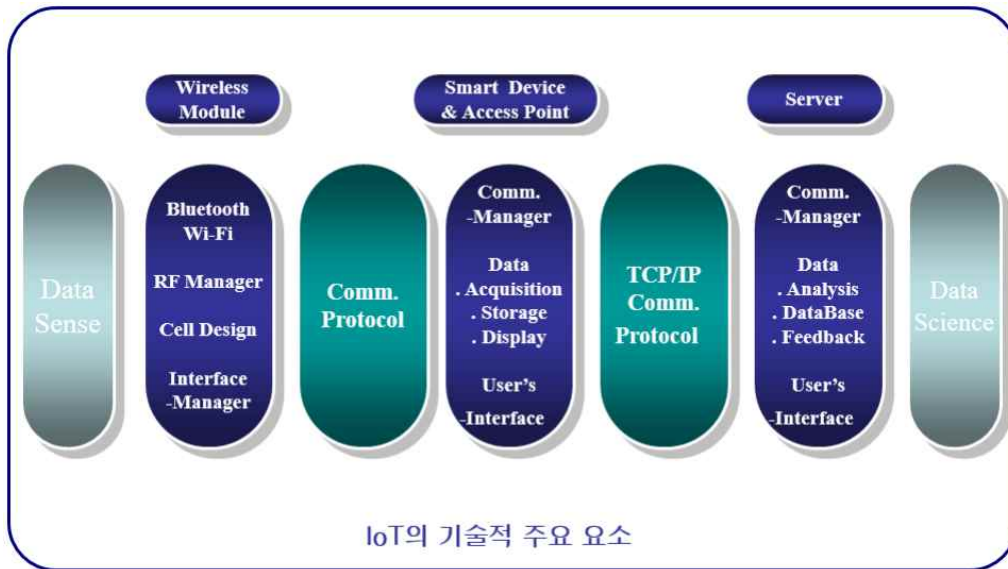 Wireless
Module
Smart Device
& Access Point
Server
Data
Sense
Bluetooth
Wi-Fi
RF Manager
Cell Design
Interface
-Manager
Comm.
Protocol
Comm.
-Manager
Data
. Acquisition
. Storage
. Display
User's
-Interface
TCP/IP
Comm.
Protocol
Comm.
-Manager
Data
. Analysis
. DataBase
. Feedback
User's
-Interface
Data
Science
IoT의 기술적 주요 요소